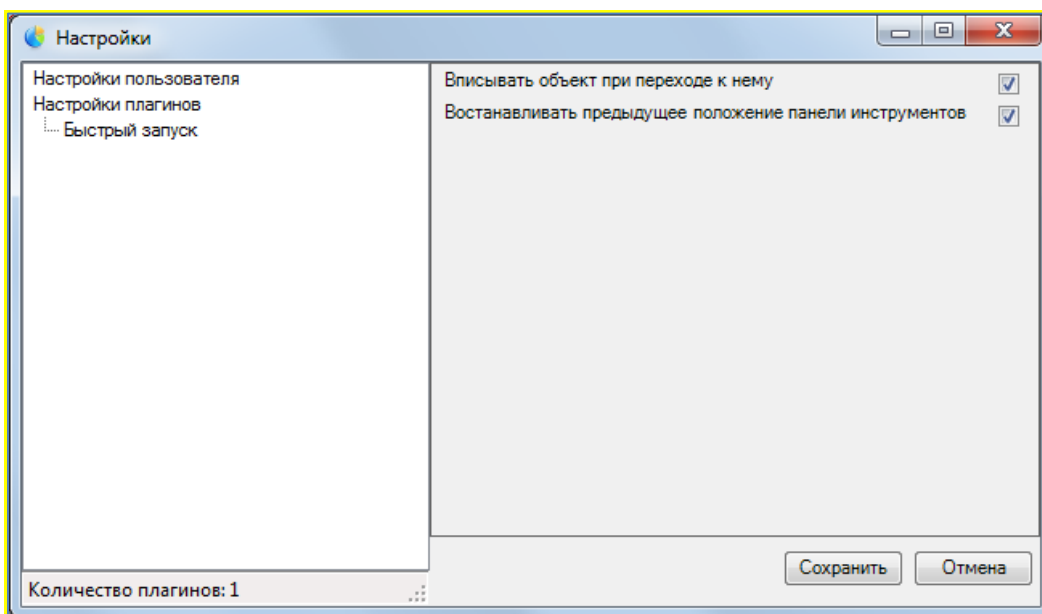 Настройки
Настройки пользователя
Настройки плагинов
Быстрый запуск
Вписывать объект при переходе к нему
Востанавливать предыдущее положение панели инструментов
Сохранить
Отмена
Количество плагинов: 1